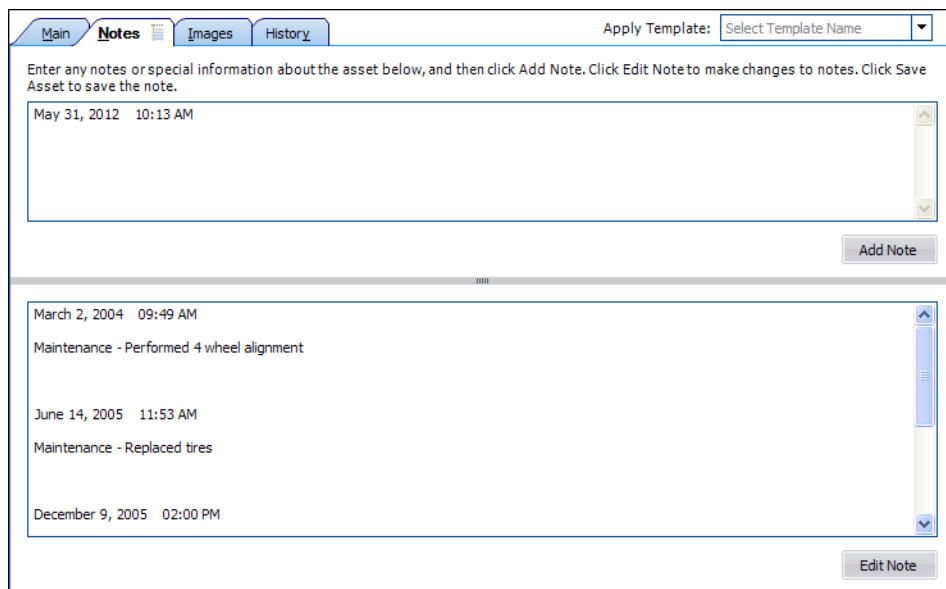 Main Notes Images History Apply Template: Select Template Name
Enter any notes or special information about the asset below, and then click Add Note. Click Edit Note to make changes to notes. Click Save
Asset to save the note.
May 31, 2012 10:13 AM
Add Note
March 2, 2004 09:49 AM
Maintenance - Performed 4 wheel alignment
June 14, 2005 11:53 AM
Maintenance - Replaced tires
December 9, 2005 02:00 PM
Edit Note